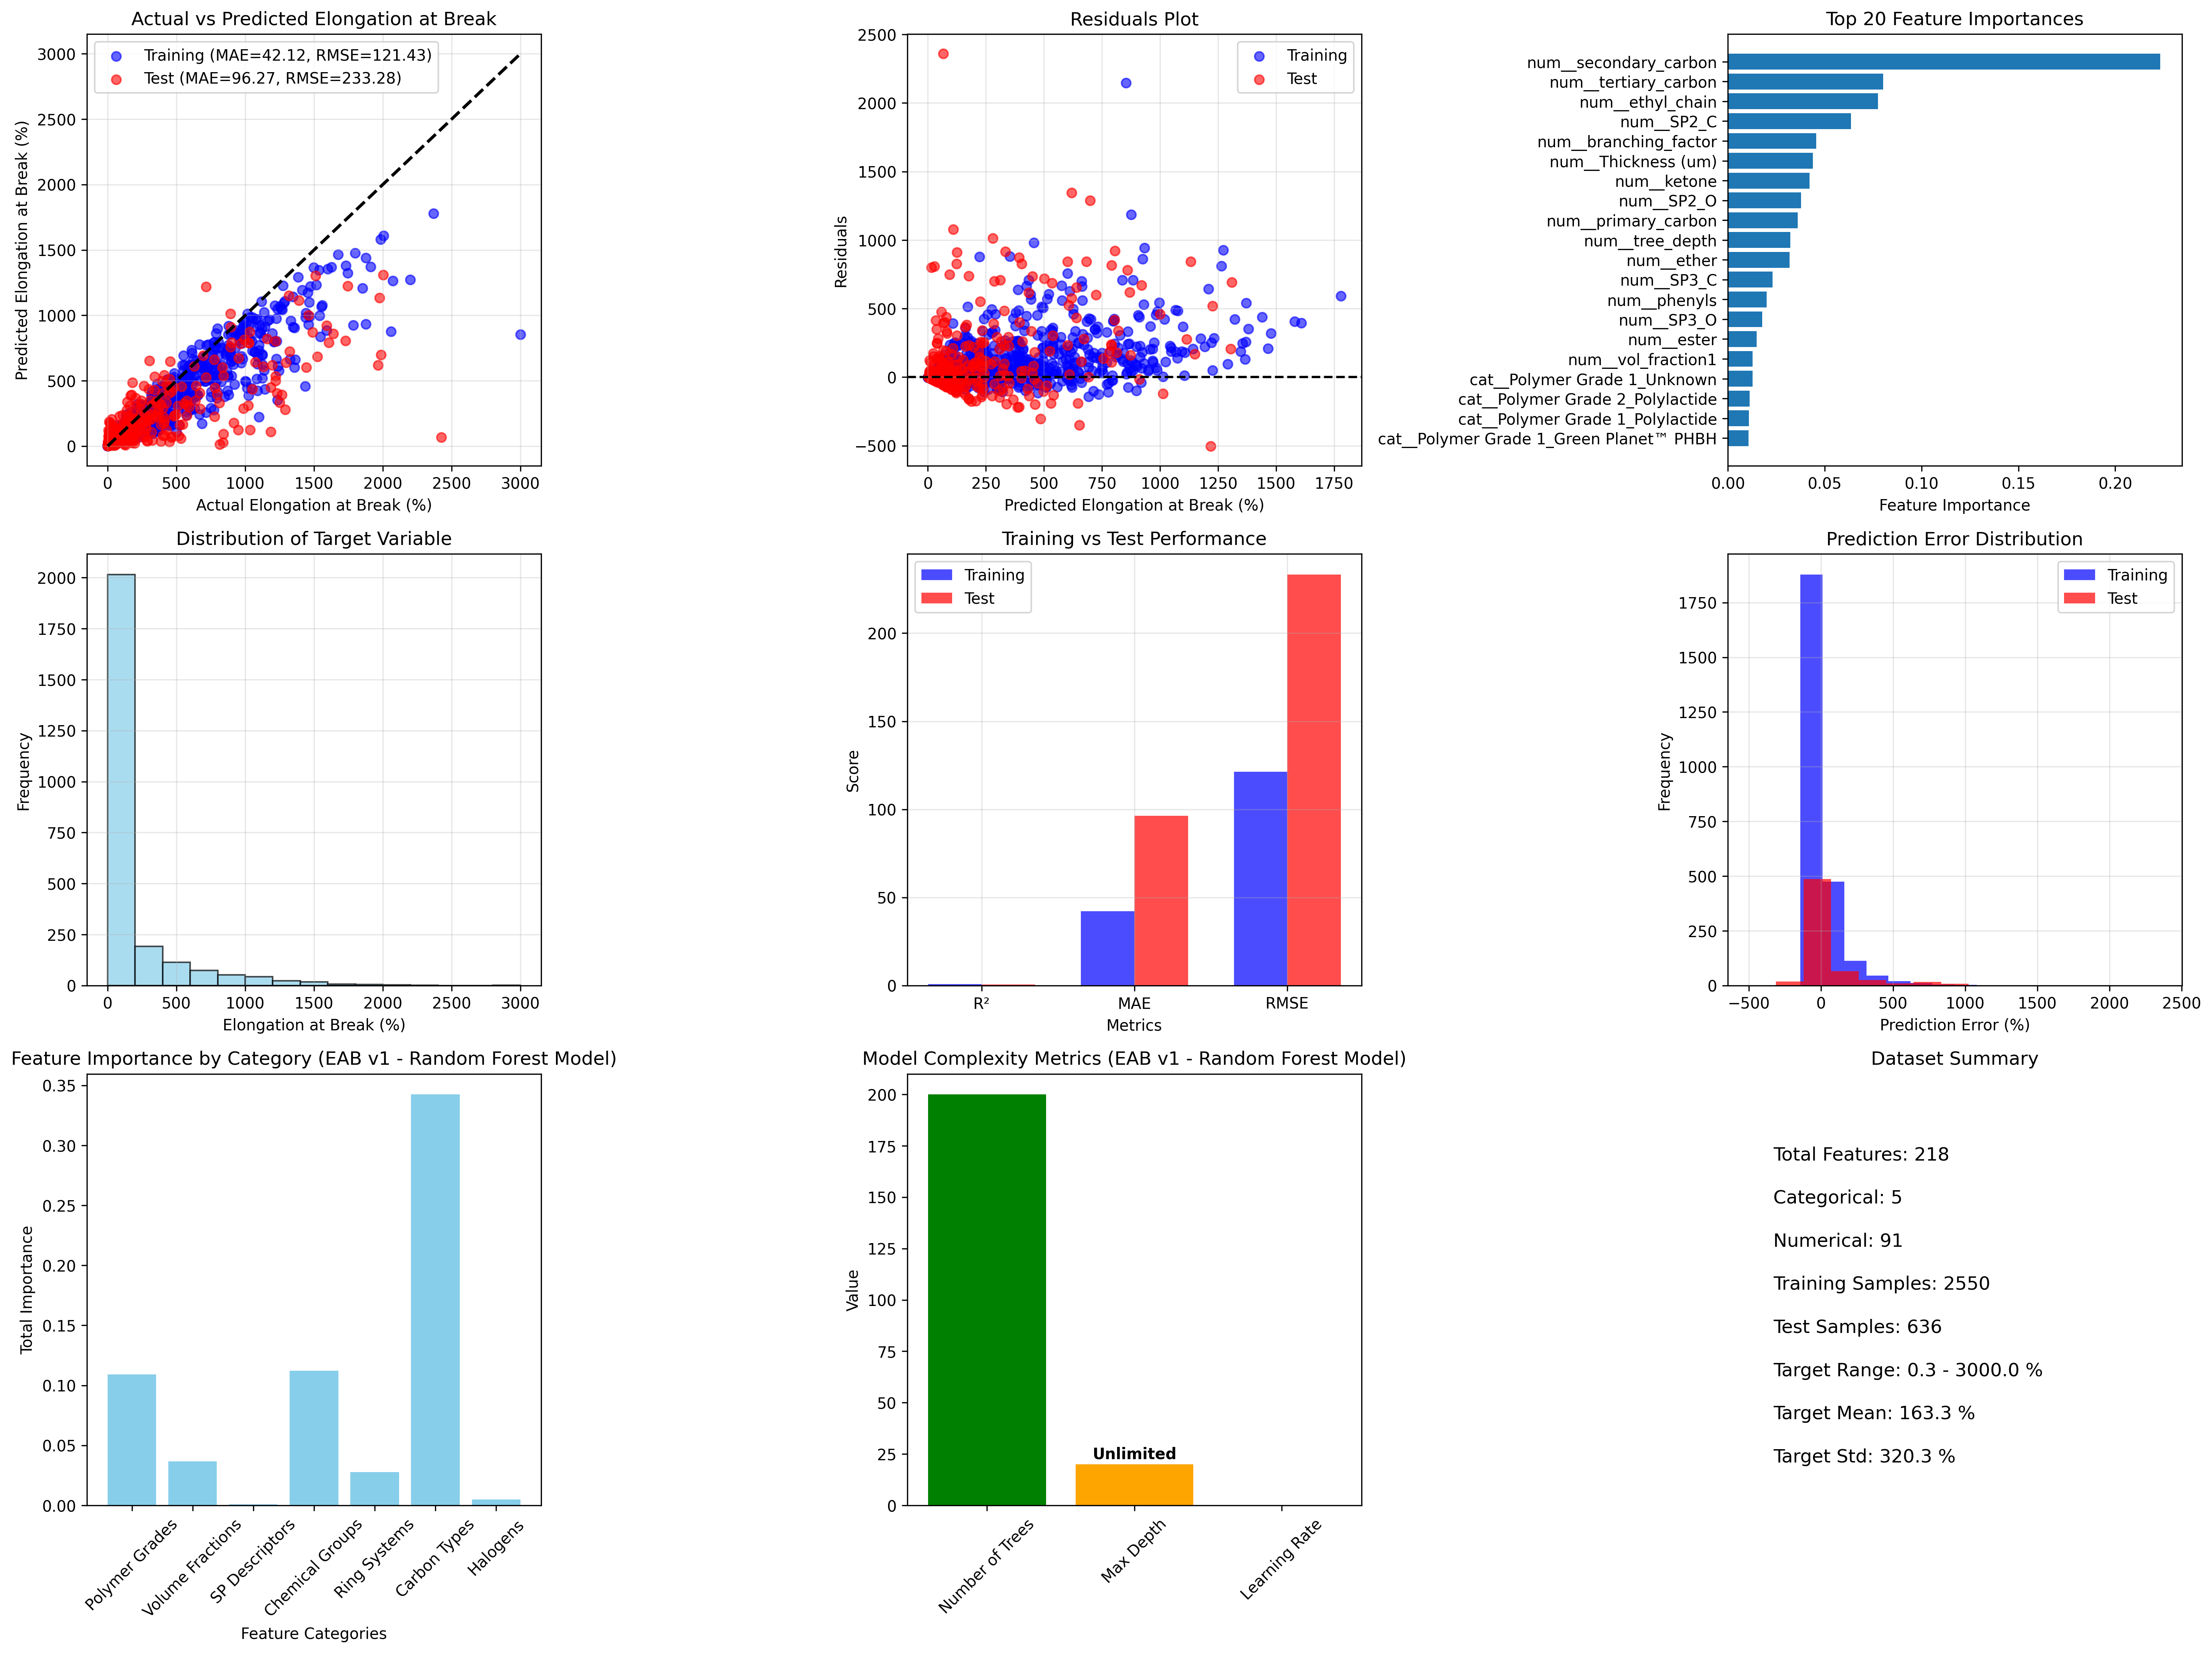 Actual vs Predicted Elongation at Break
Training (MAE=42.12, RMSE=121.43)
Test (MAE=96.27, RMSE=233.28)
Predicted Elongation at Break (%)
3000
2500
2000
1500
1000
500
0
0 500 1000 1500 2000 2500 3000
Actual Elongation at Break (%)
Residuals Plot
Training
Test
Residuals
2500
2000
1500
1000
500
0
−500
0 250 500 750 1000 1250 1500 1750
Predicted Elongation at Break (%)
Top 20 Feature Importances
num__secondary_carbon
num__tertiary_carbon
num__ethyl_chain
num__SP2_C
num__branching_factor
num__Thickness (um)
num__ketone
num__SP2_O
num__primary_carbon
num__tree_depth
num__ether
num__SP3_C
num__phenyls
num__SP3_O
num__ester
num__vol_fraction1
cat__Polymer Grade 1_Unknown
cat__Polymer Grade 2_Polylactide
cat__Polymer Grade 1_Polylactide
cat__Polymer Grade 1_Green Planet™ PHBH
0.00 0.05 0.10 0.15 0.20
Feature Importance
Distribution of Target Variable
Frequency
2000
1750
1500
1250
1000
750
500
250
0
0 500 1000 1500 2000 2500 3000
Elongation at Break (%)
Training vs Test Performance
Training
Test
Score
200
150
100
50
0
R² MAE RMSE
Metrics
Prediction Error Distribution
Training
Test
Frequency
1750
1500
1250
1000
750
500
250
0
−500 0 500 1000 1500 2000 2500
Prediction Error (%)
Feature Importance by Category (EAB v1 - Random Forest Model)
Total Importance
0.35
0.30
0.25
0.20
0.15
0.10
0.05
0.00
Polymer Grades
Volume Fractions
SP Descriptors
Chemical Groups
Ring Systems
Carbon Types
Halogens
Feature Categories
Model Complexity Metrics (EAB v1 - Random Forest Model)
Value
200
175
150
125
100
75
50
25
0
Unlimited
Number of Trees
Max Depth
Learning Rate
Dataset Summary
Total Features: 218
Categorical: 5
Numerical: 91
Training Samples: 2550
Test Samples: 636
Target Range: 0.3 - 3000.0 %
Target Mean: 163.3 %
Target Std: 320.3 %